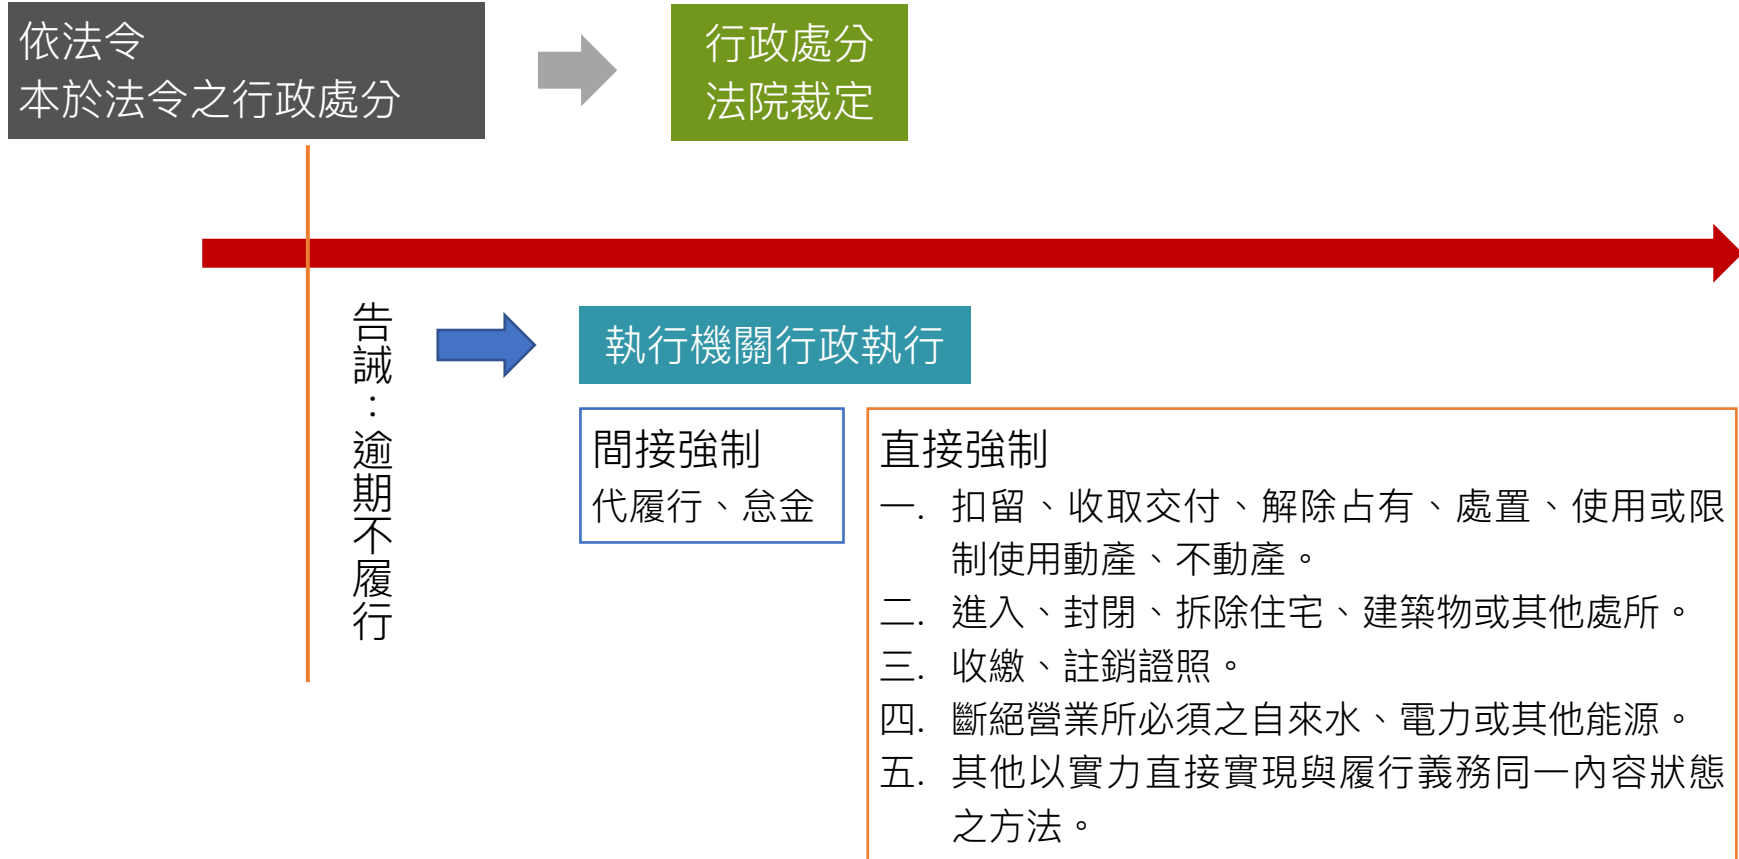 依法令
本於法令之行政處分
行政處分
法院裁定
告誡：逾期不履行
執行機關行政執行
間接強制
代履行、怠金
直接強制
一. 扣留、收取交付、解除占有、處置、使用或限
制使用動產、不動產。
二. 進入、封閉、拆除住宅、建築物或其他處所。
三. 收繳、註銷證照。
四. 斷絕營業所必須之自來水、電力或其他能源。
五. 其他以實力直接實現與履行義務同一內容狀態
之方法。